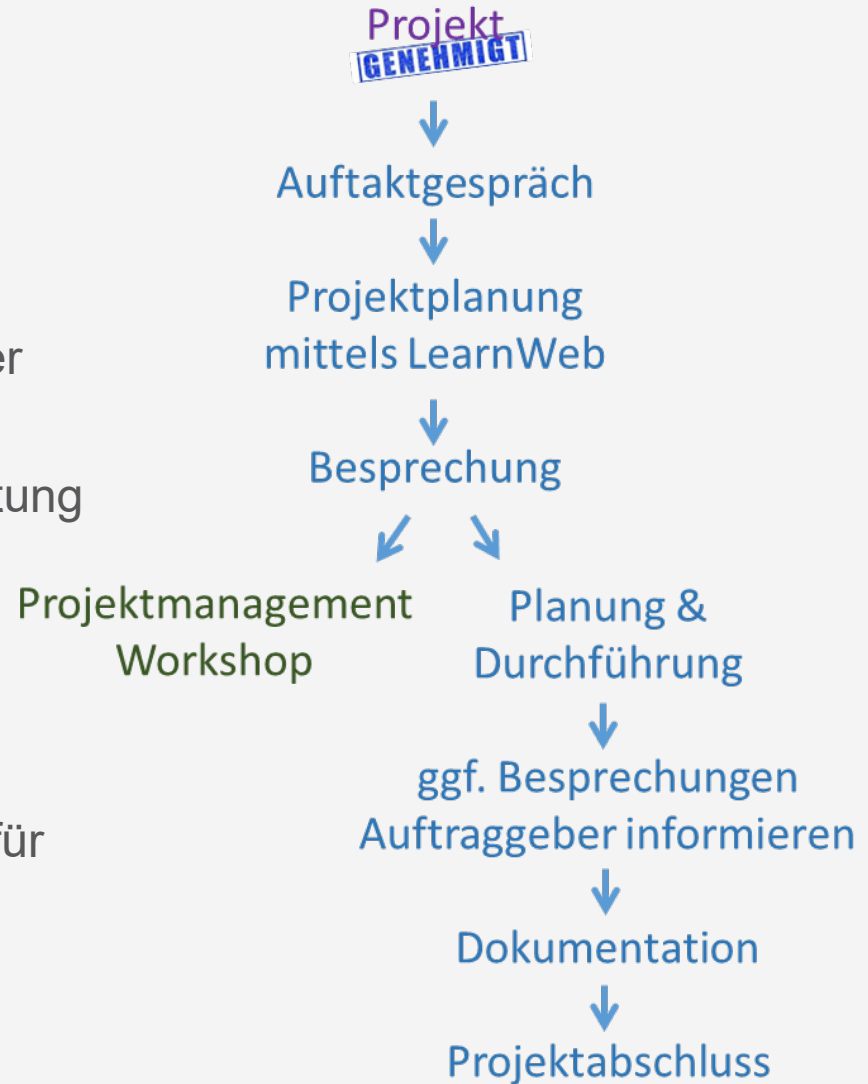 Projekt
GENEHMIGT
Auftaktgespräch
Projektplanung
mittels LearnWeb
Besprechung
Projektmanagement
Workshop
Planung &
Durchführung
ggf. Besprechungen
Auftraggeber informieren
Dokumentation
Projektabschluss